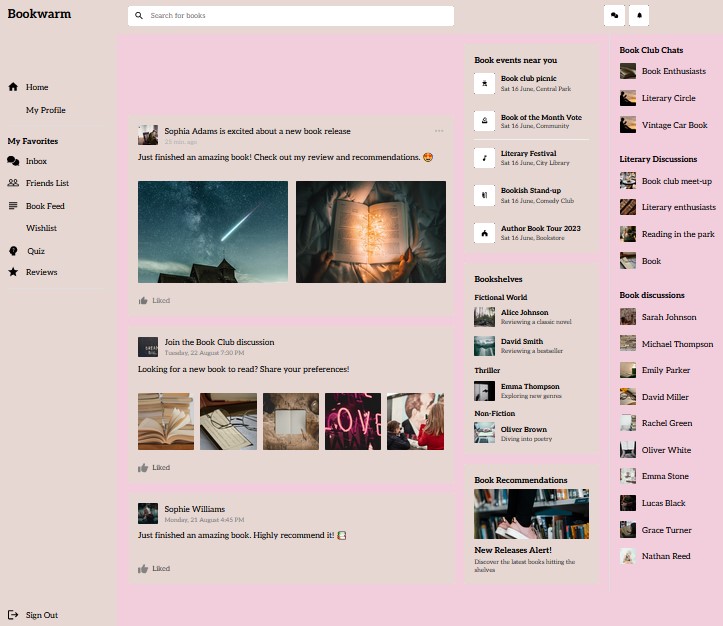 Bookwarm
Search for books
Home
My Profile
My Favorites
Inbox
Friends List
Book Feed
Wishlist
Quiz
Reviews
Sign Out
Sophia Adams is excited about a new book release
Just finished an amazing book! Check out my review and recommendations. 😍
Liked
Join the Book Club discussion
Tuesday, 22 August 7:30 PM
Looking for a new book to read? Share your preferences!
LOVE
Liked
Sophie Williams
Monday, 21 August 4:45 PM
Just finished an amazing book. Highly recommend it!
Liked
Book events near you
Book club picnic
Sat 16 June, Central Park
Book of the Month Vote
Sat 16 June, Community
Literary Festival
Sat 16 June, City Library
Bookish Stand-up
Sat 16 June, Comedy Club
Author Book Tour 2023
Sat 16 June, Bookstore
Bookshelves
Fictional World
Alice Johnson
Reviewing a classic novel
David Smith
Reviewing a bestseller
Thriller
Emma Thompson
Exploring new genres
Non-Fiction
Oliver Brown
Diving into poetry
Book Recommendations
New Releases Alert!
Discover the latest books hitting the
shelves
Book Club Chats
Book Enthusiasts
Literary Circle
Vintage Car Book
Literary Discussions
Book club meet-up
Literary enthusiasts
Reading in the park
Book
Book discussions
Sarah Johnson
Michael Thompson
Emily Parker
David Miller
Rachel Green
Oliver White
Emma Stone
Lucas Black
Grace Turner
Nathan Reed